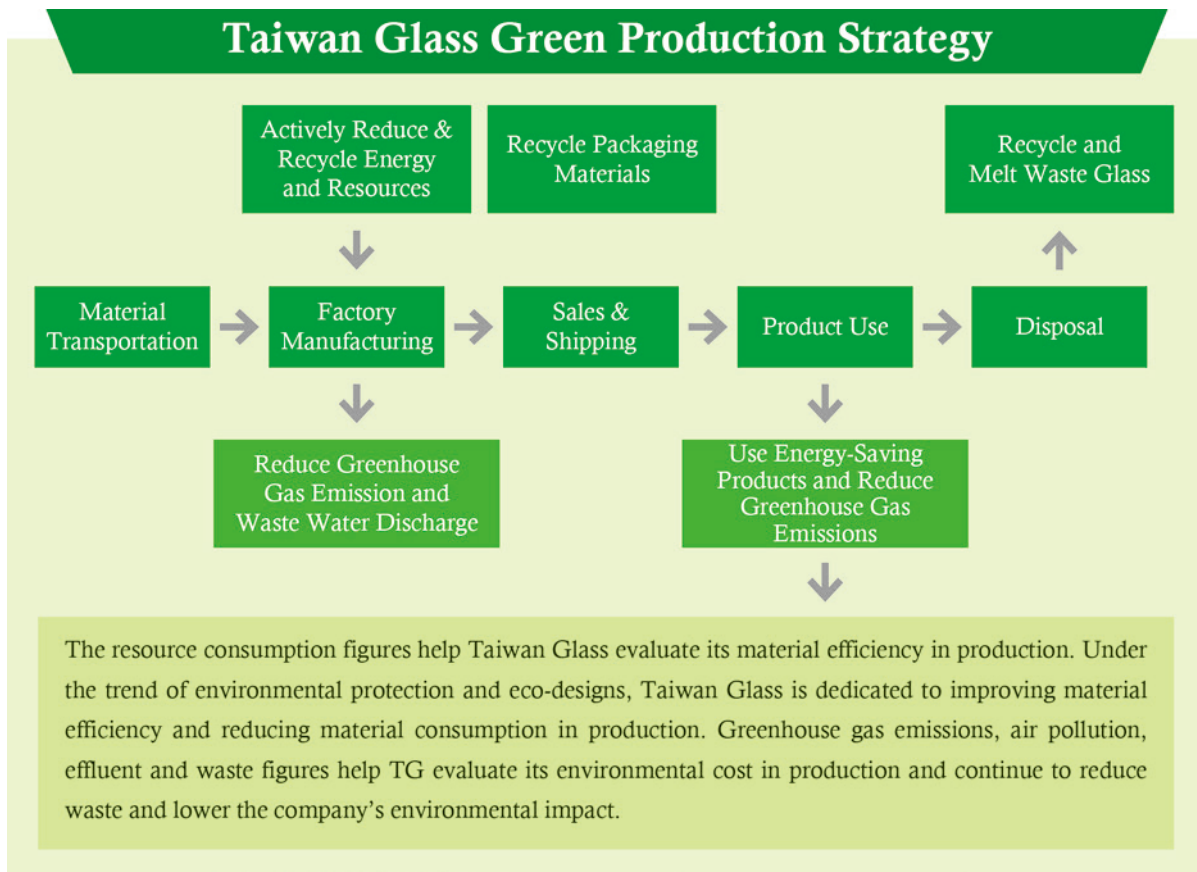 Taiwan Glass Green Production Strategy
Actively Reduce &
Recycle Energy
and Resources
Recycle Packaging
Materials
Recycle and
Melt Waste Glass
Material
Transportation
Factory
Manufacturing
Sales &
Shipping
Product Use
Disposal
Reduce Greenhouse
Gas Emission and
Waste Water Discharge
Use Energy-Saving
Products and Reduce
Greenhouse Gas
Emissions
The resource consumption figures help Taiwan Glass evaluate its material efficiency in production. Under
the trend of environmental protection and eco-designs, Taiwan Glass is dedicated to improving material
efficiency and reducing material consumption in production. Greenhouse gas emissions, air pollution,
effluent and waste figures help TG evaluate its environmental cost in production and continue to reduce
waste and lower the company's environmental impact.